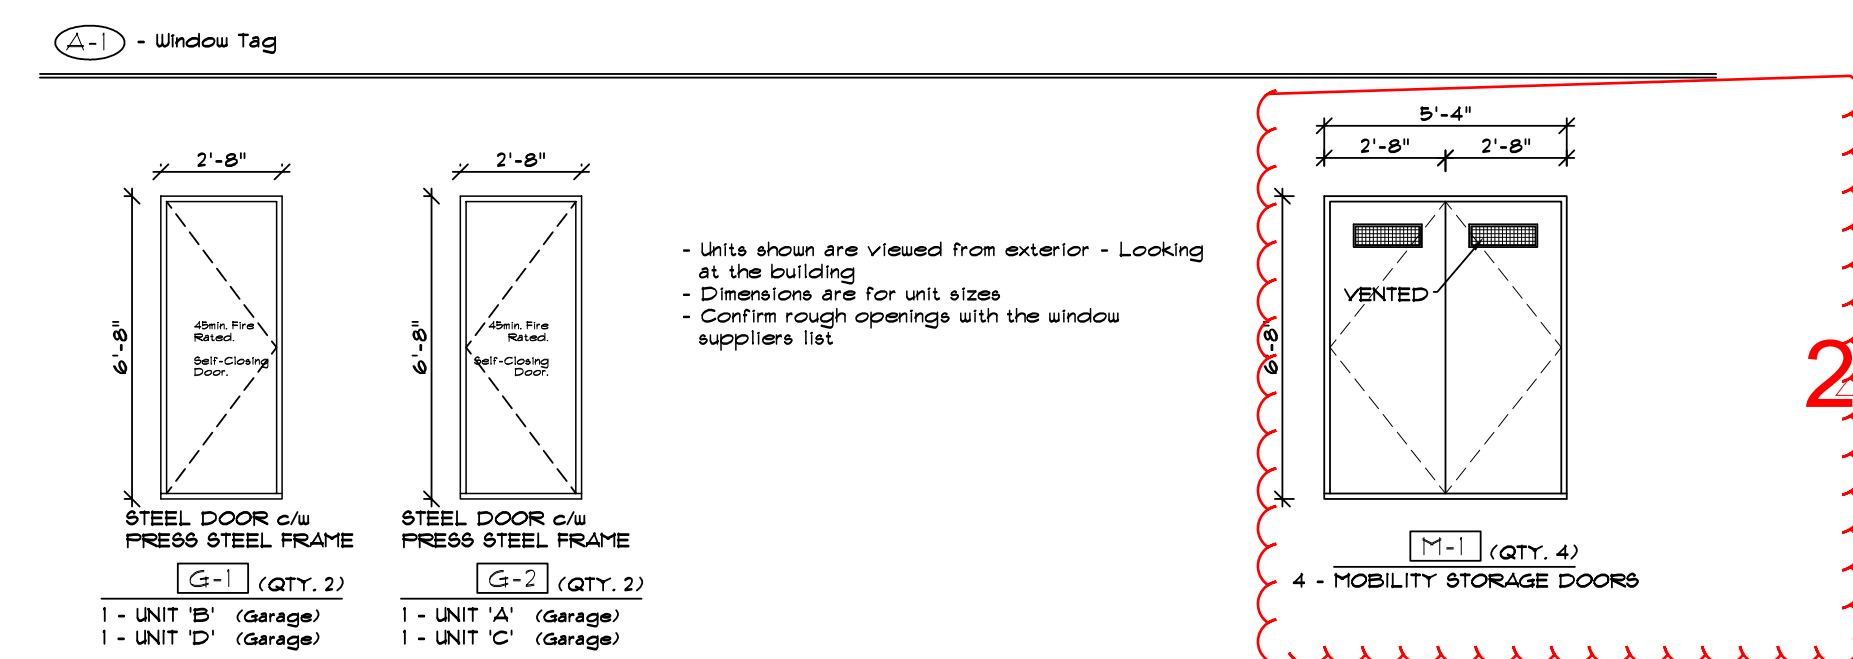 A-1 - Window Tag
2'-8"
6'-8"
45min. Fire
Rated.
Self-Closing
Door.
STEEL DOOR c/w
PRESS STEEL FRAME
G-1 (QTY. 2)
1 - UNIT 'B' (Garage)
1 - UNIT 'D' (Garage)
2'-8"
6'-8"
45min. Fire
Rated.
Self-Closing
Door.
STEEL DOOR c/w
PRESS STEEL FRAME
G-2 (QTY. 2)
1 - UNIT 'A' (Garage)
1 - UNIT 'C' (Garage)
- Units shown are viewed from exterior - Looking
at the building
- Dimensions are for unit sizes
- Confirm rough openings with the window
suppliers list
5'-4"
2'-8" 2'-8"
6'-8"
VENTED
M-1 (QTY. 4)
4 - MOBILITY STORAGE DOORS
2